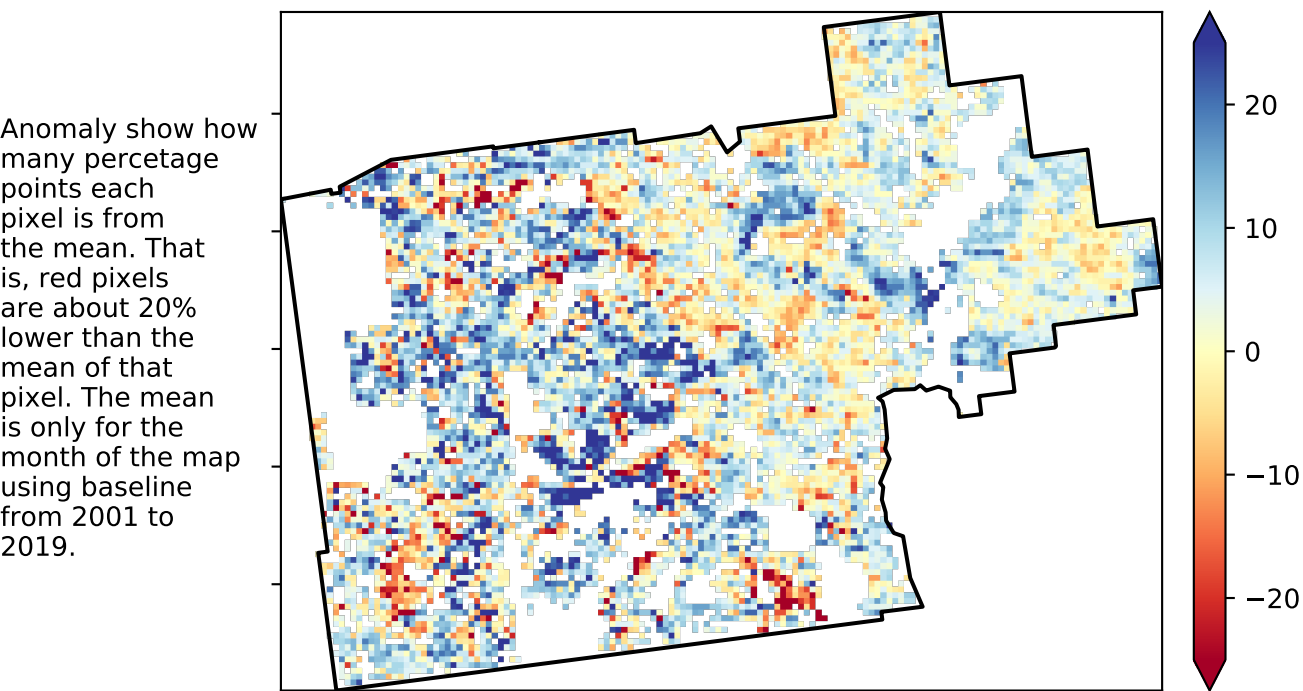 Anomaly show how
many percetage
points each
pixel is from
the mean. That
is, red pixels
are about 20%
lower than the
mean of that
pixel. The mean
is only for the
month of the map
using baseline
from 2001 to
2019.
20
10
0
−10
−20